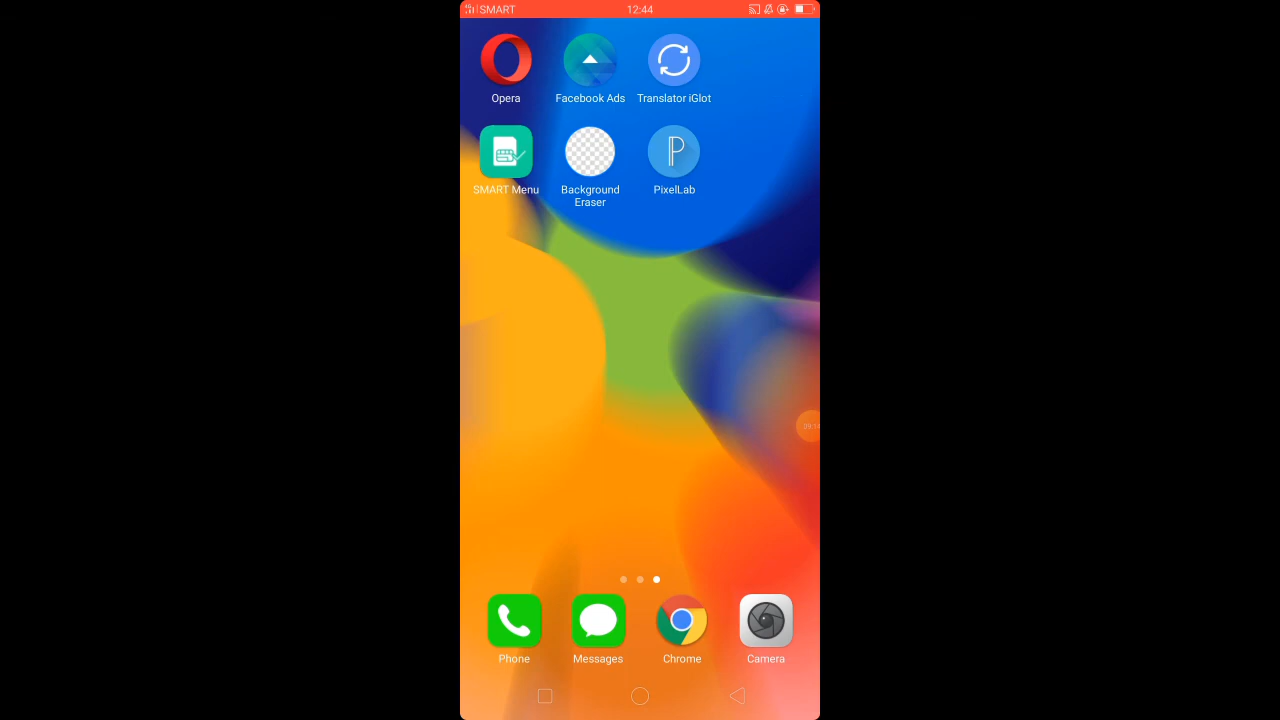 SMART
12:44
Opera
Facebook Ads
Translator iGlot
SMART Menu
Background
Eraser
PixelLab
Phone
Messages
Chrome
Camera